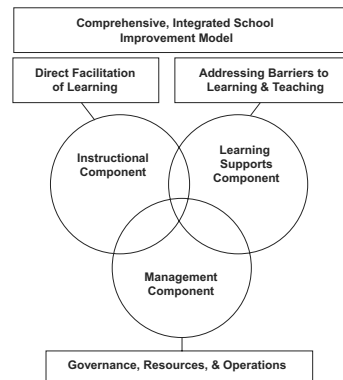 Comprehensive, Integrated School
Improvement Model
Direct Facilitation
of Learning
Addressing Barriers to
Learning & Teaching
Instructional
Component
Learning
Supports
Component
Management
Component
Governance, Resources, & Operations